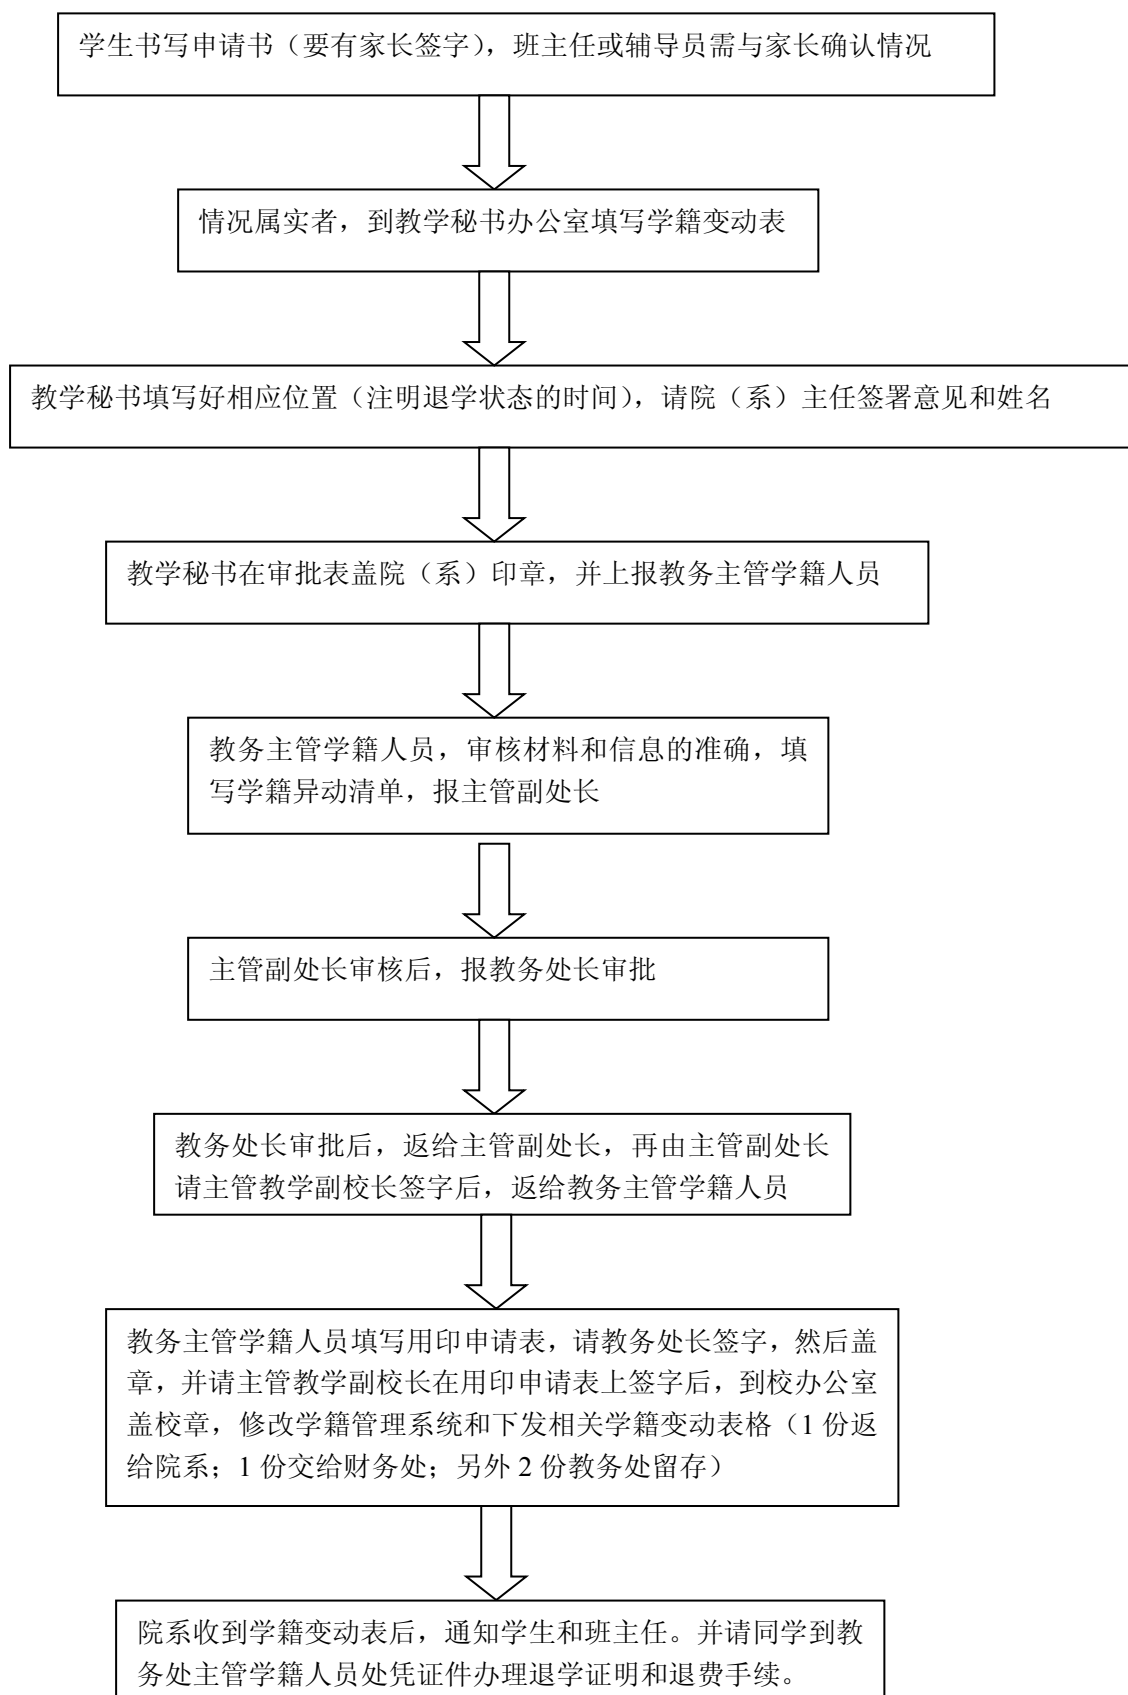 学生书写申请书（要有家长签字），班主任或辅导员需与家长确认情况
情况属实者，到教学秘书办公室填写学籍变动表
教学秘书填写好相应位置（注明退学状态的时间），请院（系）主任签署意见和姓名
教学秘书在审批表盖院（系）印章，并上报教务主管学籍人员
教务主管学籍人员，审核材料和信息的准确，填
写学籍异动清单，报主管副处长
主管副处长审核后，报教务处长审批
教务处长审批后，返给主管副处长，再由主管副处长
请主管教学副校长签字后，返给教务主管学籍人员
教务主管学籍人员填写用印申请表，请教务处长签字，然后盖
章，并请主管教学副校长在用印申请表上签字后，到校办公室
盖校章，修改学籍管理系统和下发相关学籍变动表格（1 份返
给院系；1 份交给财务处；另外 2 份教务处留存）
院系收到学籍变动表后，通知学生和班主任。并请同学到教
务处主管学籍人员处凭证件办理退学证明和退费手续。